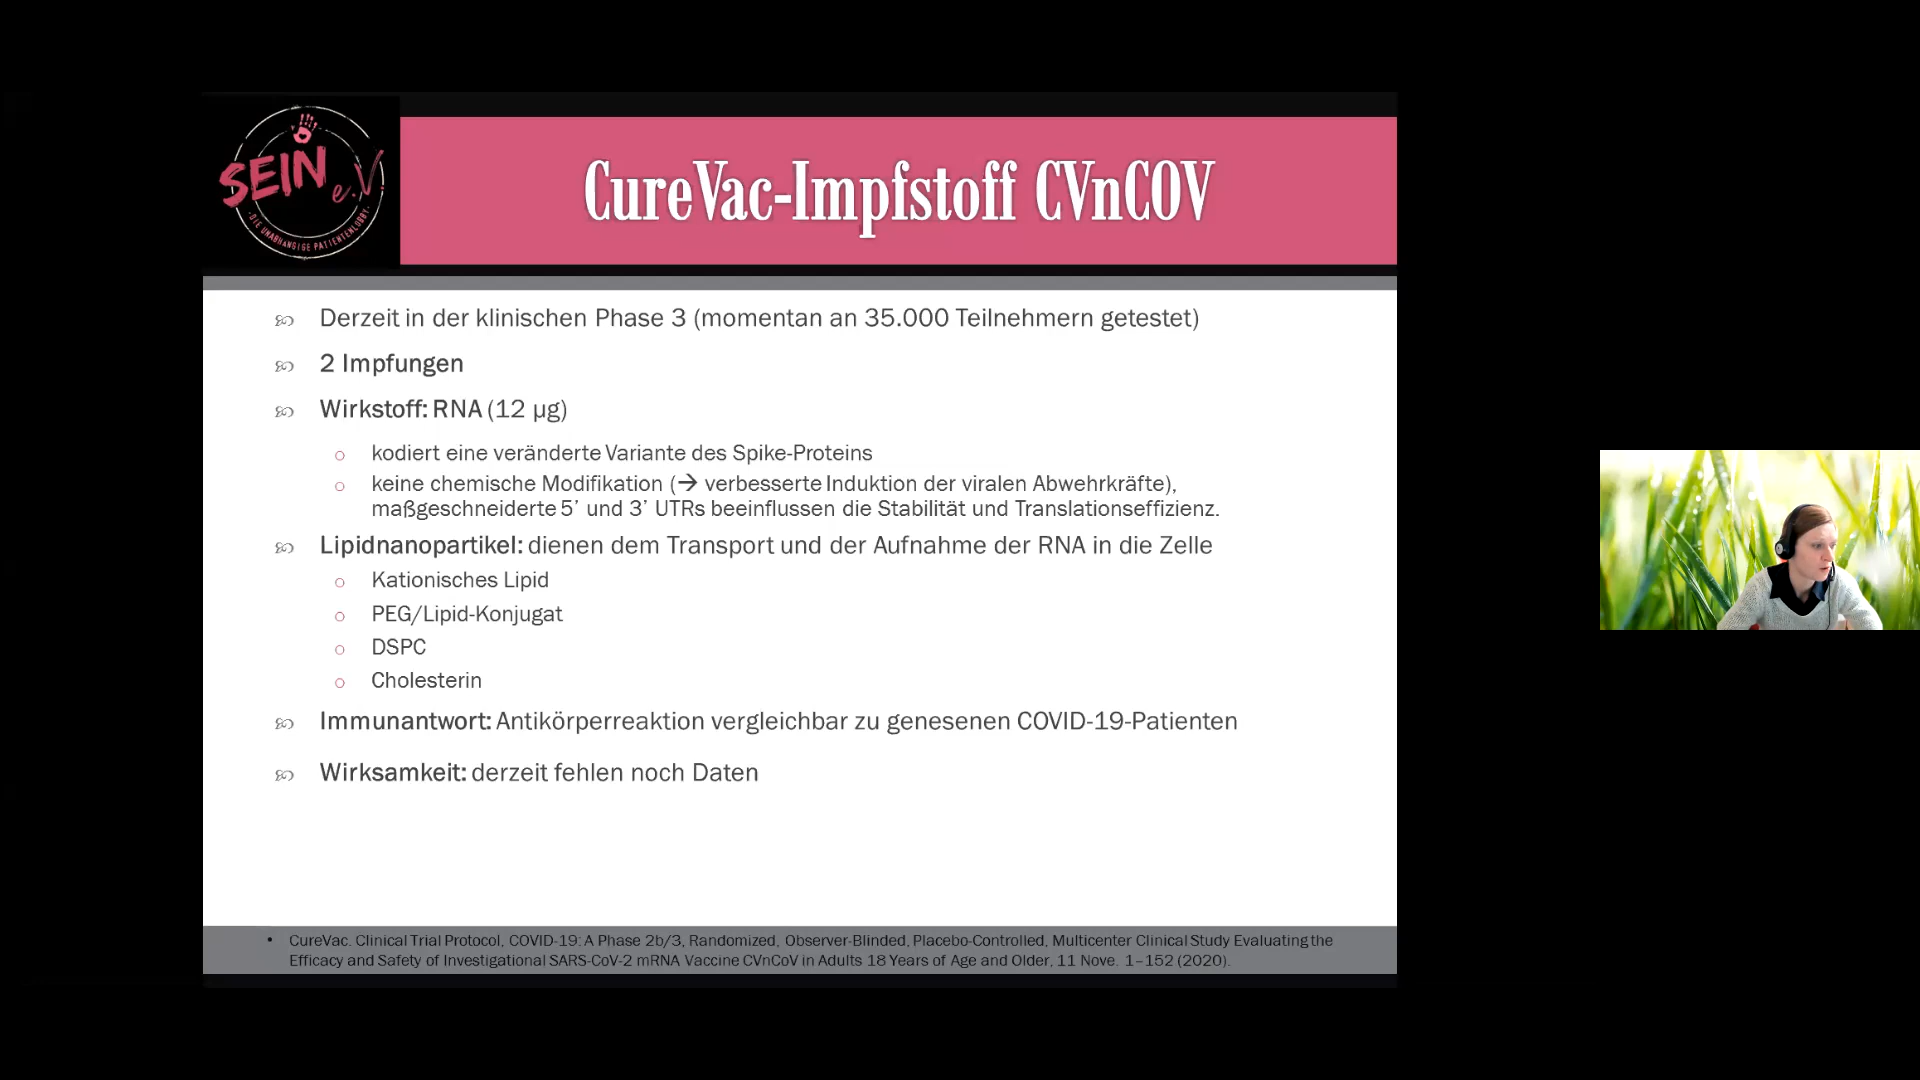 SEIN e.V.
·DIE UNABHÄNGIGE PATIENTENLOBBY·
CureVac-Impfstoff CVnCOV
Derzeit in der klinischen Phase 3 (momentan an 35.000 Teilnehmern getestet)
2 Impfungen
Wirkstoff: RNA (12 µg)
○ kodiert eine veränderte Variante des Spike-Proteins
○ keine chemische Modifikation (→ verbesserte Induktion der viralen Abwehrkräfte),
maßgeschneiderte 5’ und 3’ UTRs beeinflussen die Stabilität und Translationseffizienz.
Lipidnanopartikel: dienen dem Transport und der Aufnahme der RNA in die Zelle
○ Kationisches Lipid
○ PEG/Lipid-Konjugat
○ DSPC
○ Cholesterin
Immunantwort: Antikörperreaktion vergleichbar zu genesenen COVID-19-Patienten
Wirksamkeit: derzeit fehlen noch Daten
• CureVac. Clinical Trial Protocol, COVID-19: A Phase 2b/3, Randomized, Observer-Blinded, Placebo-Controlled, Multicenter Clinical Study Evaluating the
Efficacy and Safety of Investigational SARS-CoV-2 mRNA Vaccine CVnCoV in Adults 18 Years of Age and Older, 11 Nove. 1–152 (2020).